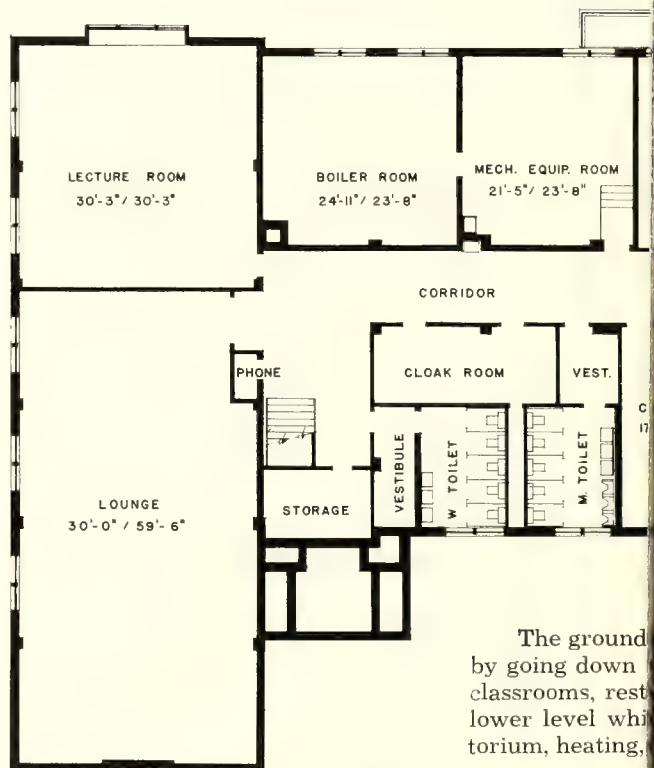 LECTURE ROOM
30'-3"/ 30'-3"
BOILER ROOM
24'-11"/ 23'-8"
MECH. EQUIP. ROOM
21'-5"/ 23'-8"
CORRIDOR
PHONE
CLOAK ROOM
VEST.
C
17
LOUNGE
30'-0" / 59'-6"
STORAGE
VESTIBULE
W TOILET
M. TOILET
The ground
by going down
classrooms, rest
lower level whi
torium, heating,